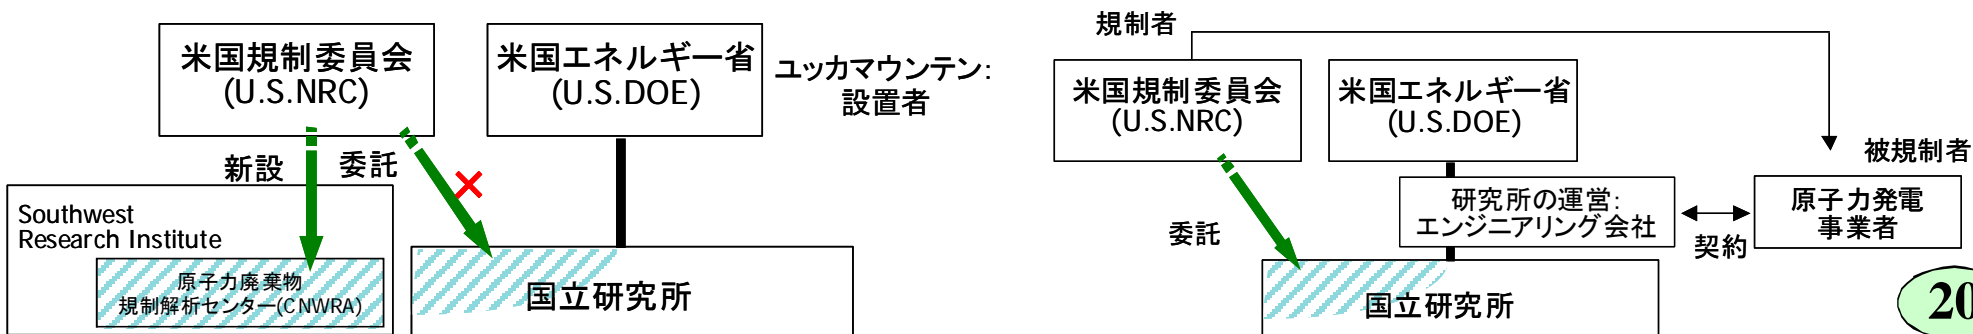 米国規制委員会
(U.S.NRC)
米国エネルギー省
(U.S.DOE)
ユッカマウンテン:
設置者
新設
委託
Southwest
Research Institute
原子力廃棄物
規制解析センター(CNWRA)
国立研究所
規制者
米国規制委員会
(U.S.NRC)
米国エネルギー省
(U.S.DOE)
被規制者
研究所の運営:
エンジニアリング会社
契約
原子力発電
事業者
委託
国立研究所
20